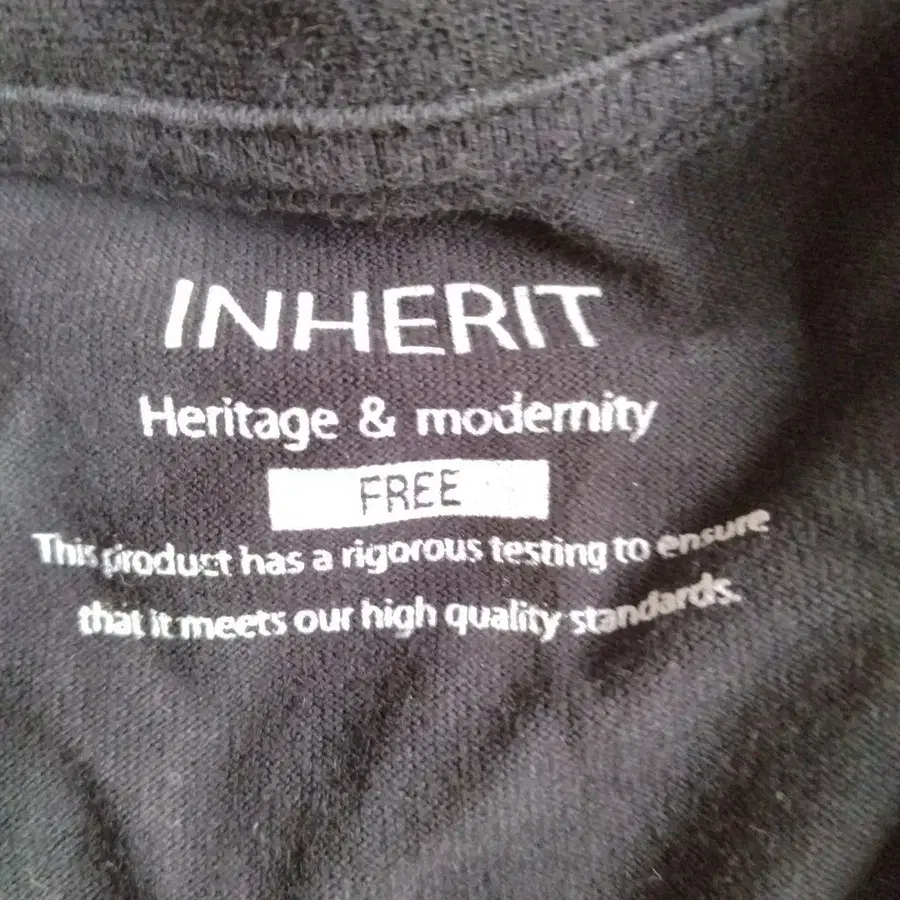 INHERIT
Heritage & modernity
FREE
This product has a rigorous testing to ensure
that it meets our high quality standards.